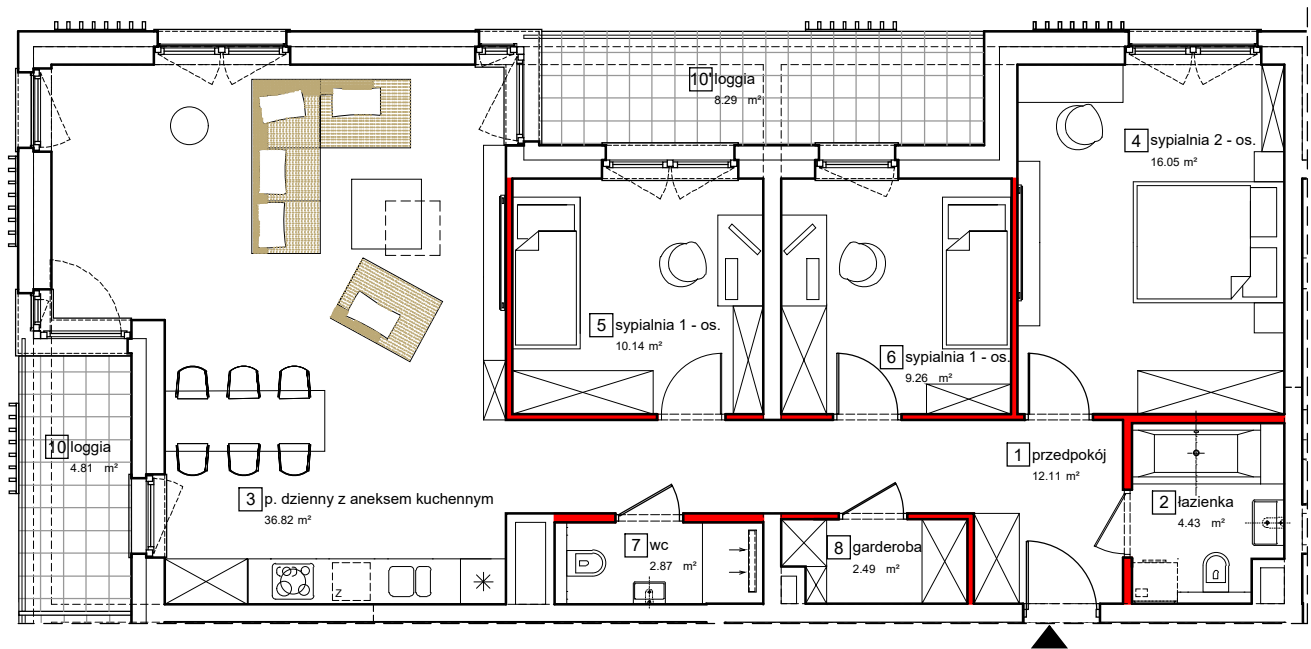 10' loggia
8.29 m²
4 sypialnia 2 - os.
16.05 m²
5 sypialnia 1 - os.
10.14 m²
6 sypialnia 1 - os.
9.26 m²
10 loggia
4.81 m²
1 przedpokój
12.11 m²
3 p. dzienny z aneksem kuchennym
36.82 m²
2 łazienka
4.43 m²
7 wc
2.87 m²
8 garderoba
2.49 m²
Z